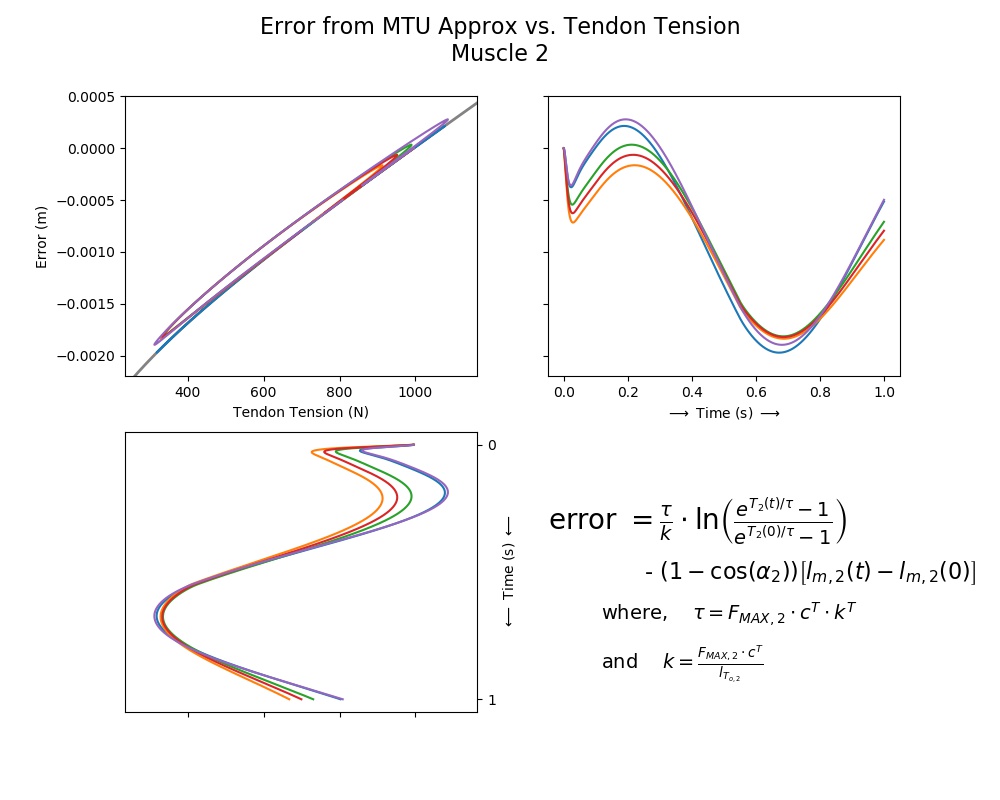 Error from MTU Approx vs. Tendon Tension
Muscle 2
0.0005
0.0000
−0.0005
−0.0010
−0.0015
−0.0020
Error (m)
400 600 800 1000
Tendon Tension (N)
0.0 0.2 0.4 0.6 0.8 1.0
⟶ Time (s) ⟶
0
1
⟵ Time (s) ⟵
error = τ/k · ln((e^{T₂(t)/τ} − 1)/(e^{T₂(0)/τ} − 1))
- (1 − cos(α₂))[l_{m,2}(t) − l_{m,2}(0)]
where, τ = F_{MAX,2} · c^T · k^T
and k = F_{MAX,2} · c^T / l_{T_{o,2}}